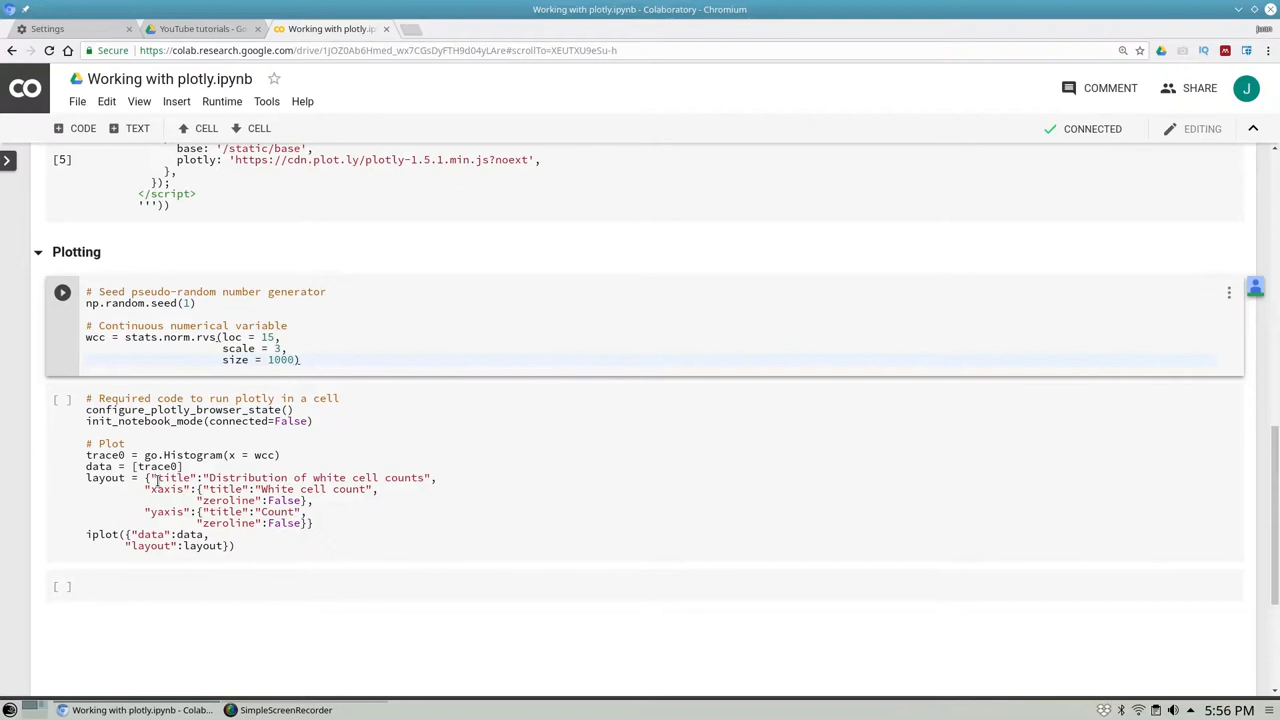 Working with plotly.ipynb - Colaboratory - Chromium
Settings
YouTube tutorials - Go
Working with plotly.ip
juan
Secure
https://colab.research.google.com/drive/1JOZ0Ab6Hmed_wx7CGsDyFTH9d04yLAre#scrollTo=XEUTXU9eSu-h
CO
Working with plotly.ipynb
COMMENT
SHARE
J
File Edit View Insert Runtime Tools Help
CODE TEXT CELL CELL
CONNECTED
EDITING
base: '/static/base',
[5] plotly: 'https://cdn.plot.ly/plotly-1.5.1.min.js?noext',
},
});
</script>
'''))
Plotting
# Seed pseudo-random number generator
np.random.seed(1)
# Continuous numerical variable
wcc = stats.norm.rvs(loc = 15,
scale = 3,
size = 1000)
[ ] # Required code to run plotly in a cell
configure_plotly_browser_state()
init_notebook_mode(connected=False)
# Plot
trace0 = go.Histogram(x = wcc)
data = [trace0]
layout = {"title":"Distribution of white cell counts",
"xaxis":{"title":"White cell count",
"zeroline":False},
"yaxis":{"title":"Count",
"zeroline":False}}
iplot({"data":data,
"layout":layout})
[ ]
Working with plotly.ipynb - Colab...
SimpleScreenRecorder
5:56 PM